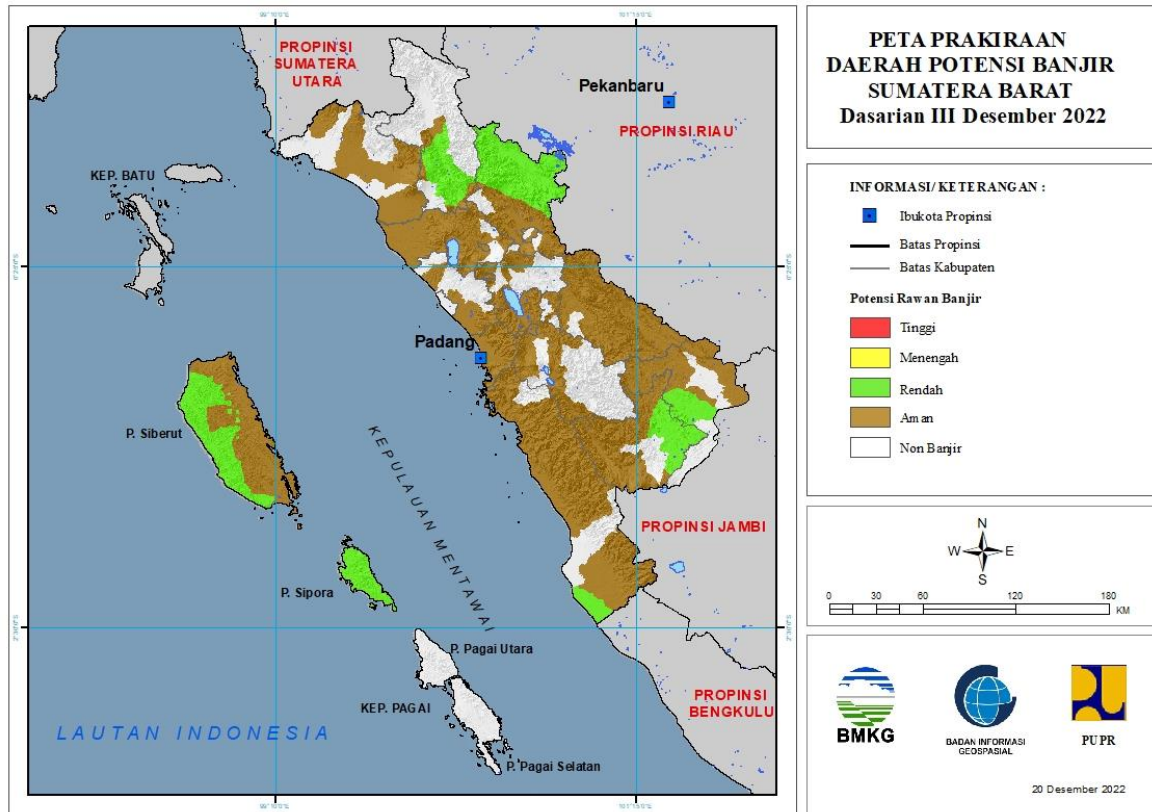 PETA PRAKIRAAN
DAERAH POTENSI BANJIR
SUMATERA BARAT
Dasarian III Desember 2022
INFORMASI/ KETERANGAN :
Ibukota Propinsi
Batas Propinsi
Batas Kabupaten
Potensi Rawan Banjir
Tinggi
Menengah
Rendah
Aman
Non Banjir
N
W E
S
0 30 60 120 180
KM
BMKG
BADAN INFORMASI
GEOSPASIAL
PUPR
20 Desember 2022
PROPINSI
SUMATERA
UTARA
Pekanbaru
PROPINSI RIAU
KEP. BATU
Padang
P. Siberut
KEPULAUAN MENTAWAI
PROPINSI JAMBI
P. Sipora
P. Pagai Utara
KEP. PAGAI
PROPINSI
BENGKULU
LAUTAN INDONESIA
P. Pagai Selatan